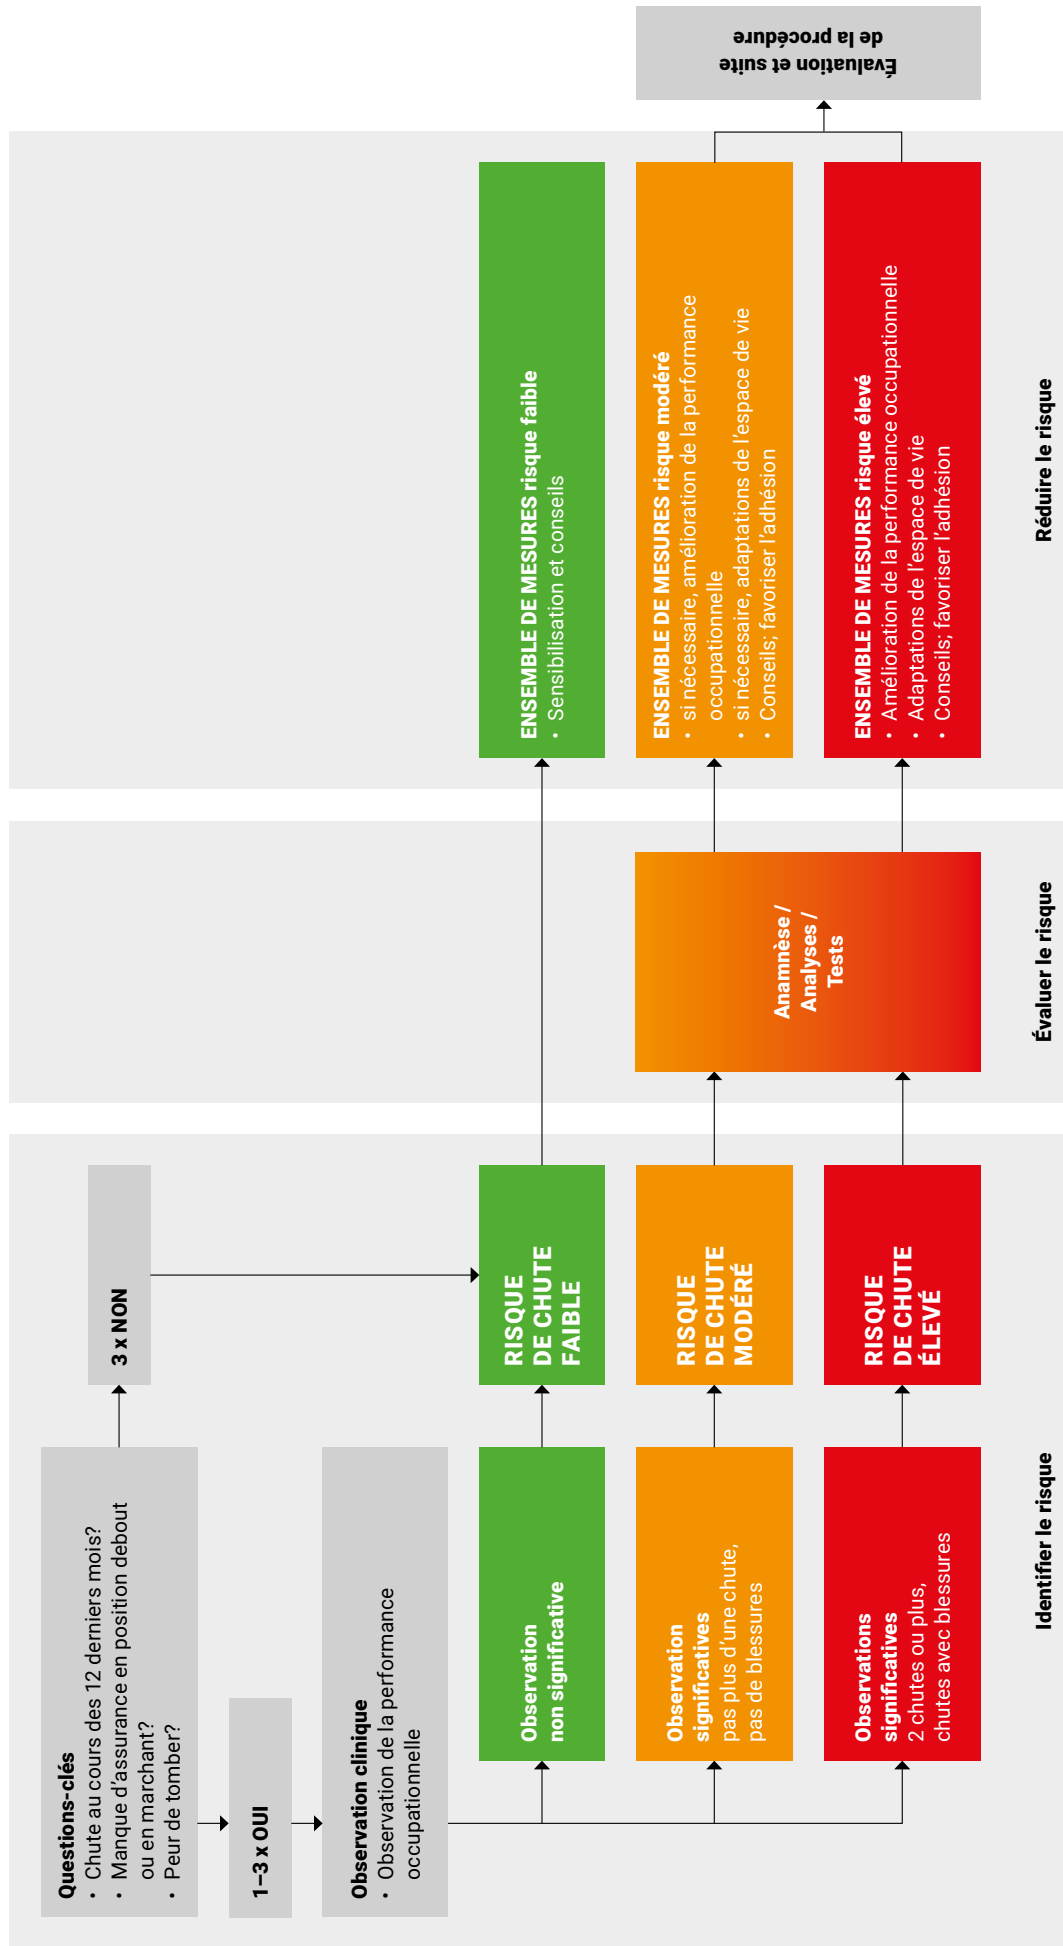 Questions-clés
• Chute au cours des 12 derniers mois?
• Manque d'assurance en position debout
ou en marchant?
• Peur de tomber?
3 x NON
1–3 x OUI
Observation clinique
• Observation de la performance
occupationnelle
Observation
non significative
RISQUE
DE CHUTE
FAIBLE
ENSEMBLE DE MESURES risque faible
• Sensibilisation et conseils
Observation
significatives
pas plus d'une chute,
pas de blessures
RISQUE
DE CHUTE
MODÉRÉ
Anamnèse /
Analyses /
Tests
ENSEMBLE DE MESURES risque modéré
• si nécessaire, amélioration de la performance
occupationnelle
• si nécessaire, adaptations de l'espace de vie
• Conseils; favoriser l'adhésion
Observations
significatives
2 chutes ou plus,
chutes avec blessures
RISQUE
DE CHUTE
ÉLEVÉ
ENSEMBLE DE MESURES risque élevé
• Amélioration de la performance occupationnelle
• Adaptations de l'espace de vie
• Conseils; favoriser l'adhésion
Évaluation et suite
de la procédure
Identifier le risque
Évaluer le risque
Réduire le risque